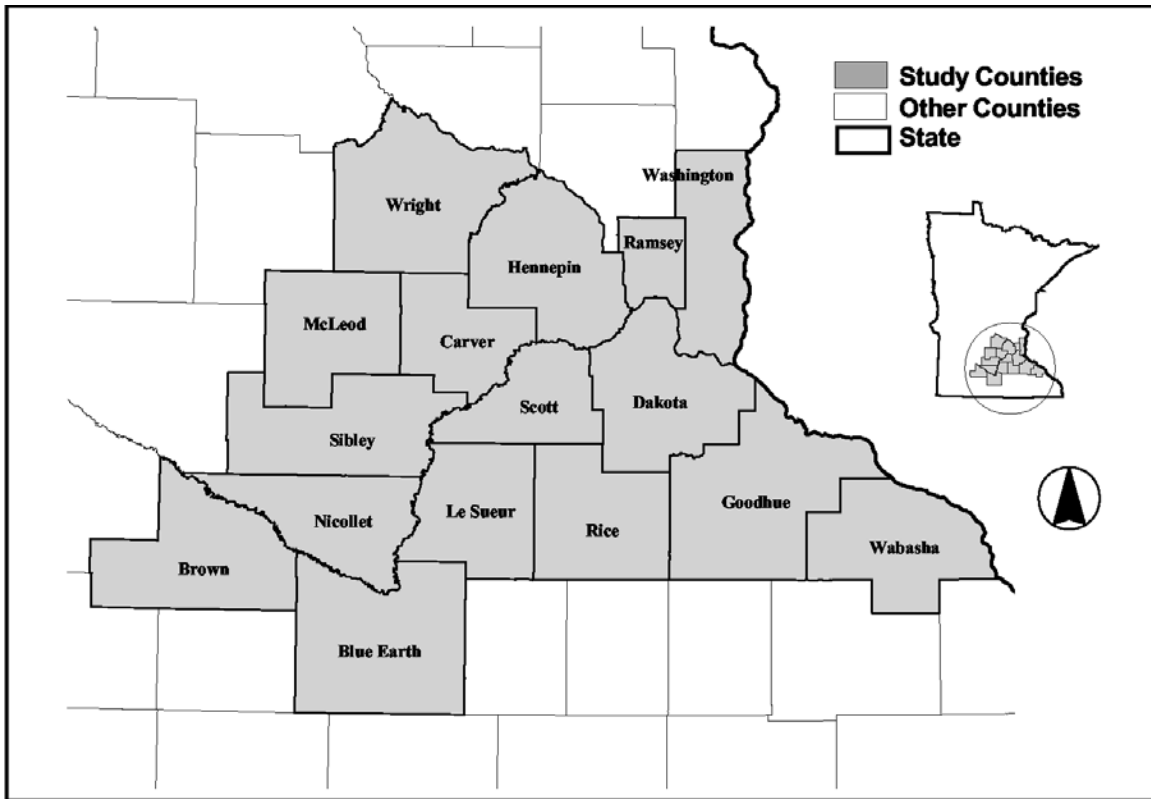 Study Counties
Other Counties
State
Washington
Wright
Ramsey
Hennepin
McLeod
Carver
Scott
Dakota
Sibley
Goodhue
Le Sueur
Nicollet
Rice
Wabasha
Brown
Blue Earth